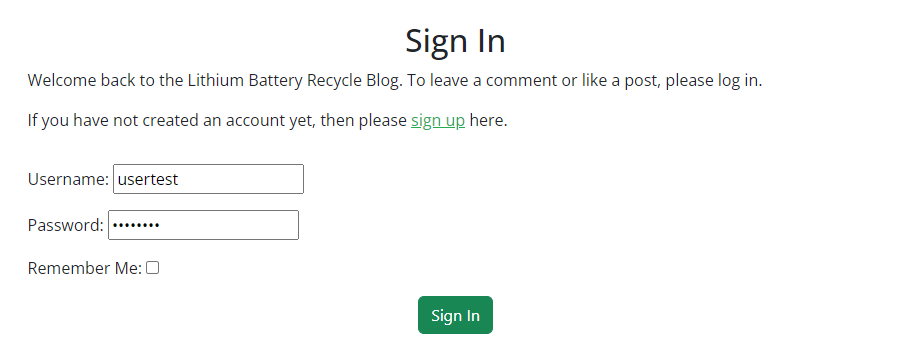 Sign In
Welcome back to the Lithium Battery Recycle Blog. To leave a comment or like a post, please log in.
If you have not created an account yet, then please sign up here.
Username: usertest
Password: ••••••••
Remember Me:
Sign In